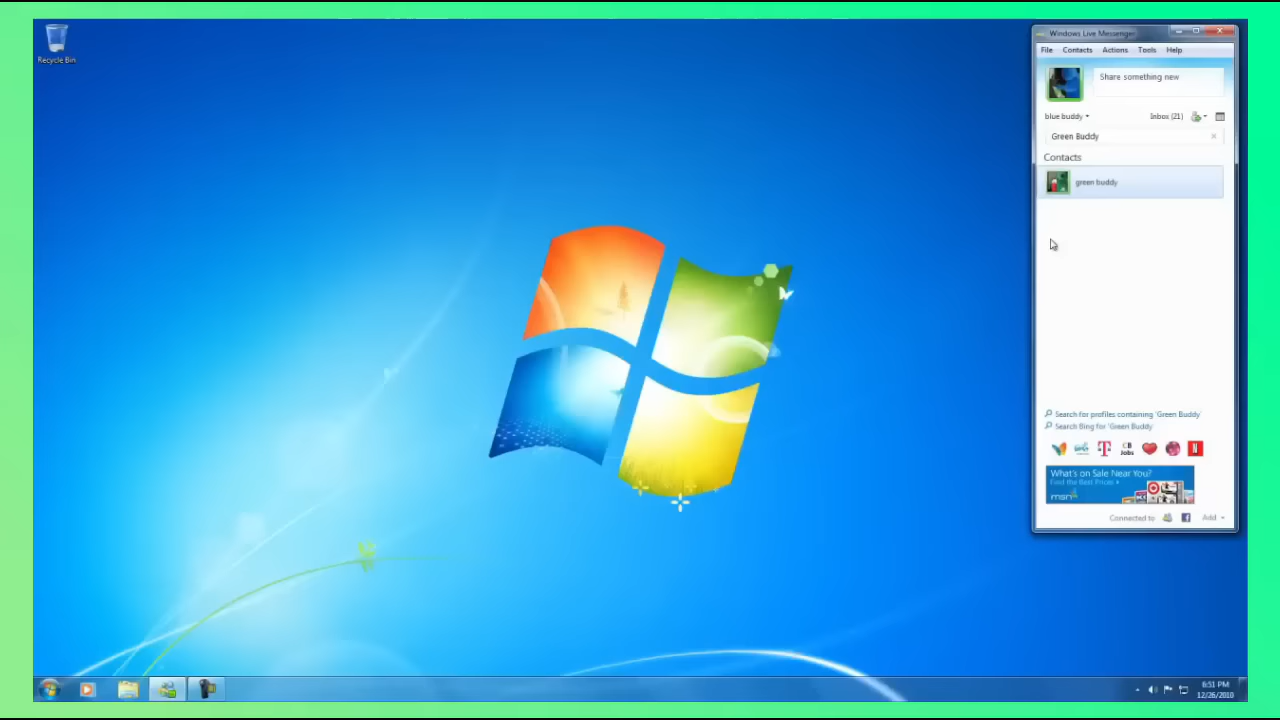 Recycle Bin
Windows Live Messenger
File Contacts Actions Tools Help
Share something new
blue buddy
Inbox (21)
Green Buddy
Contacts
green buddy
Search for profiles containing 'Green Buddy'
Search Bing for 'Green Buddy'
T CB Jobs N
What's on Sale Near You?
Find the Best Prices
msn
Connected to
Add
6:51 PM
12/26/2010